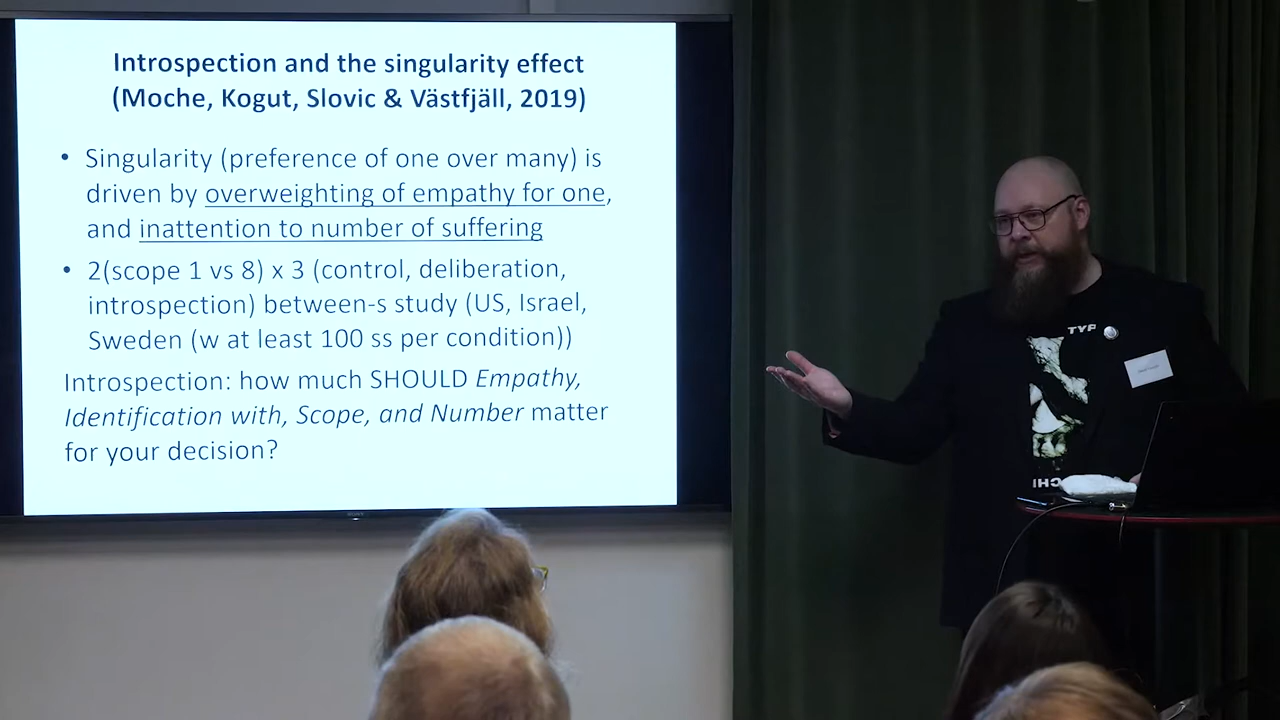 Introspection and the singularity effect
(Moche, Kogut, Slovic & Västfjäll, 2019)
• Singularity (preference of one over many) is
driven by overweighting of empathy for one,
and inattention to number of suffering
• 2(scope 1 vs 8) x 3 (control, deliberation,
introspection) between-s study (US, Israel,
Sweden (w at least 100 ss per condition))
Introspection: how much SHOULD Empathy,
Identification with, Scope, and Number matter
for your decision?
SONY